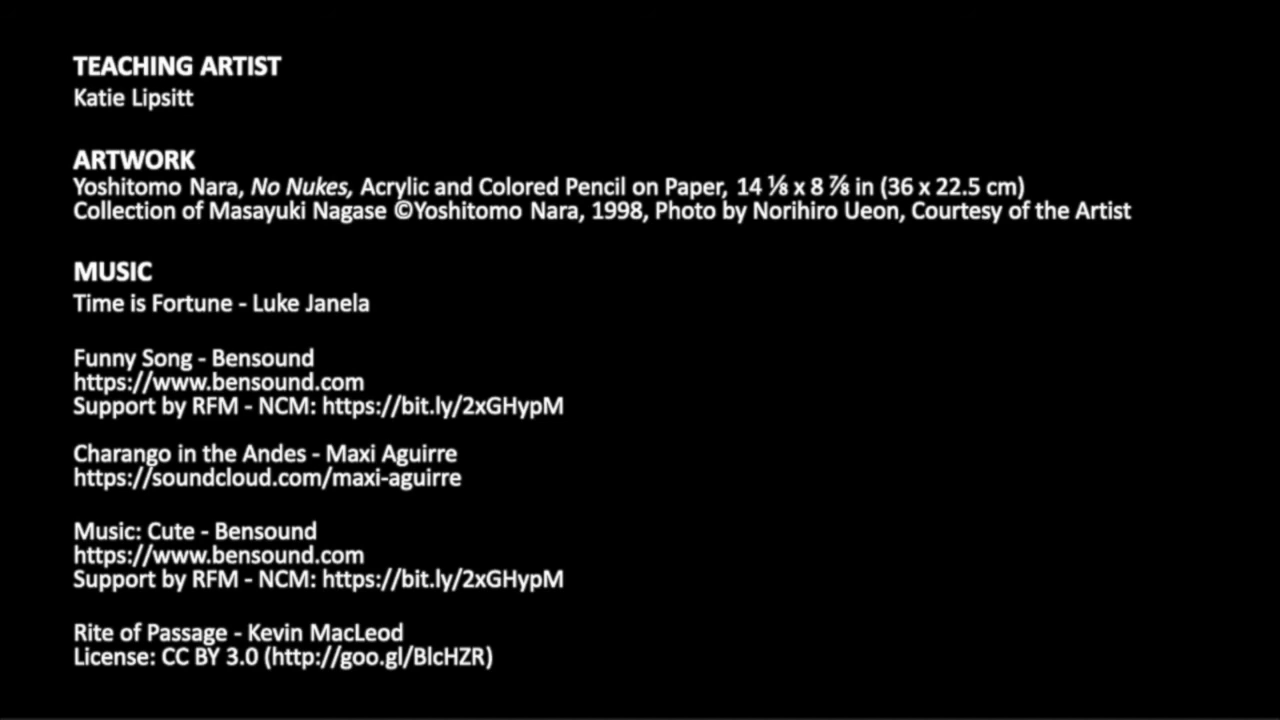 TEACHING ARTIST
Katie Lipsitt
ARTWORK
Yoshitomo Nara, No Nukes, Acrylic and Colored Pencil on Paper, 14 ⅛ x 8 ⅞ in (36 x 22.5 cm)
Collection of Masayuki Nagase ©Yoshitomo Nara, 1998, Photo by Norihiro Ueon, Courtesy of the Artist
MUSIC
Time is Fortune - Luke Janela
Funny Song - Bensound
https://www.bensound.com
Support by RFM - NCM: https://bit.ly/2xGHypM
Charango in the Andes - Maxi Aguirre
https://soundcloud.com/maxi-aguirre
Music: Cute - Bensound
https://www.bensound.com
Support by RFM - NCM: https://bit.ly/2xGHypM
Rite of Passage - Kevin MacLeod
License: CC BY 3.0 (http://goo.gl/BlcHZR)